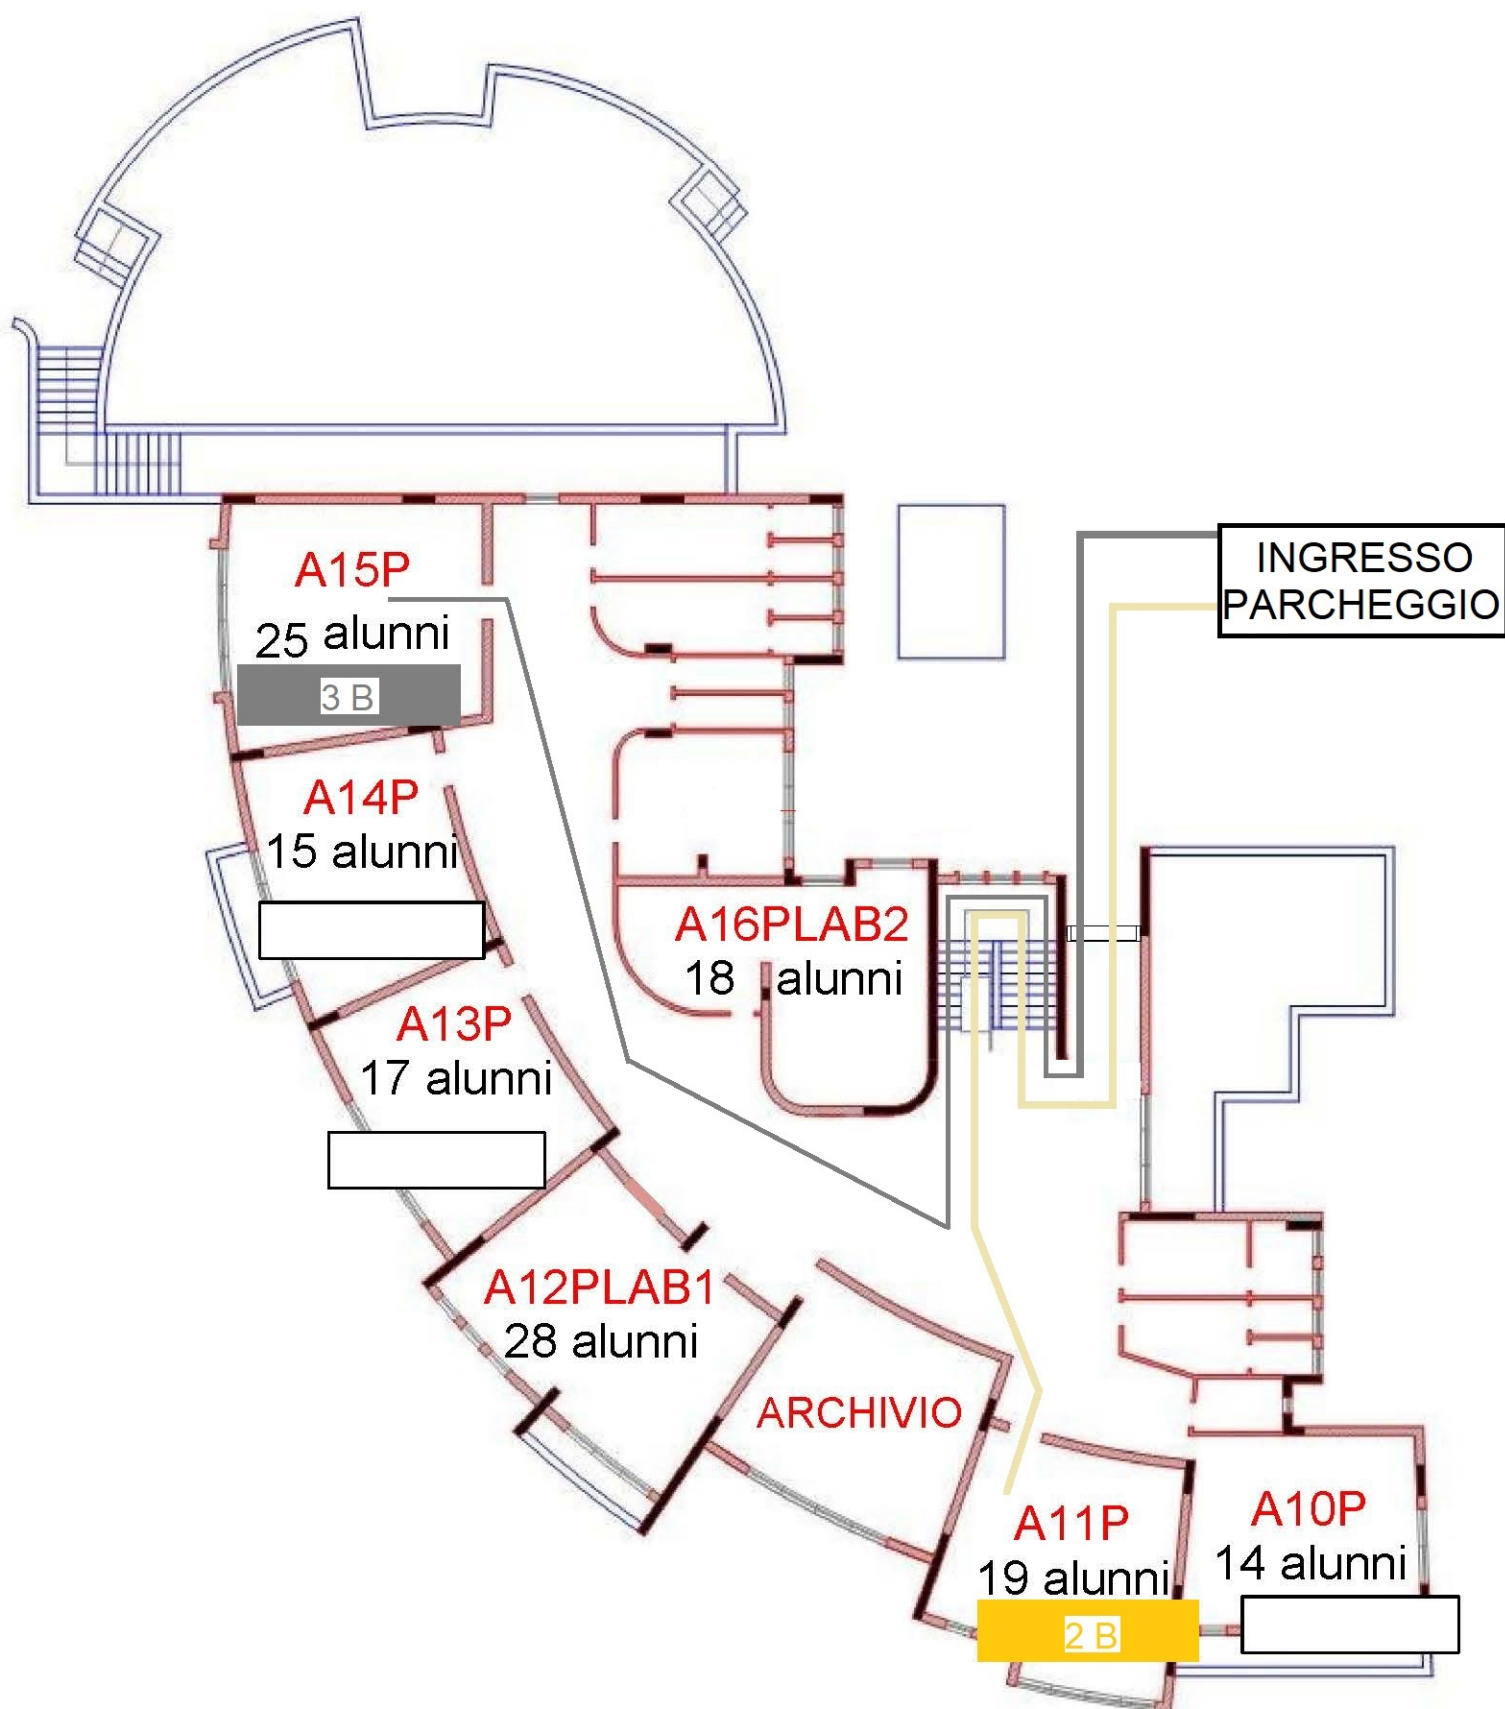 INGRESSO
PARCHEGGIO
A15P
25 alunni
3 B
A14P
15 alunni
A16PLAB2
18 alunni
A13P
17 alunni
A12PLAB1
28 alunni
ARCHIVIO
A11P
19 alunni
2 B
A10P
14 alunni